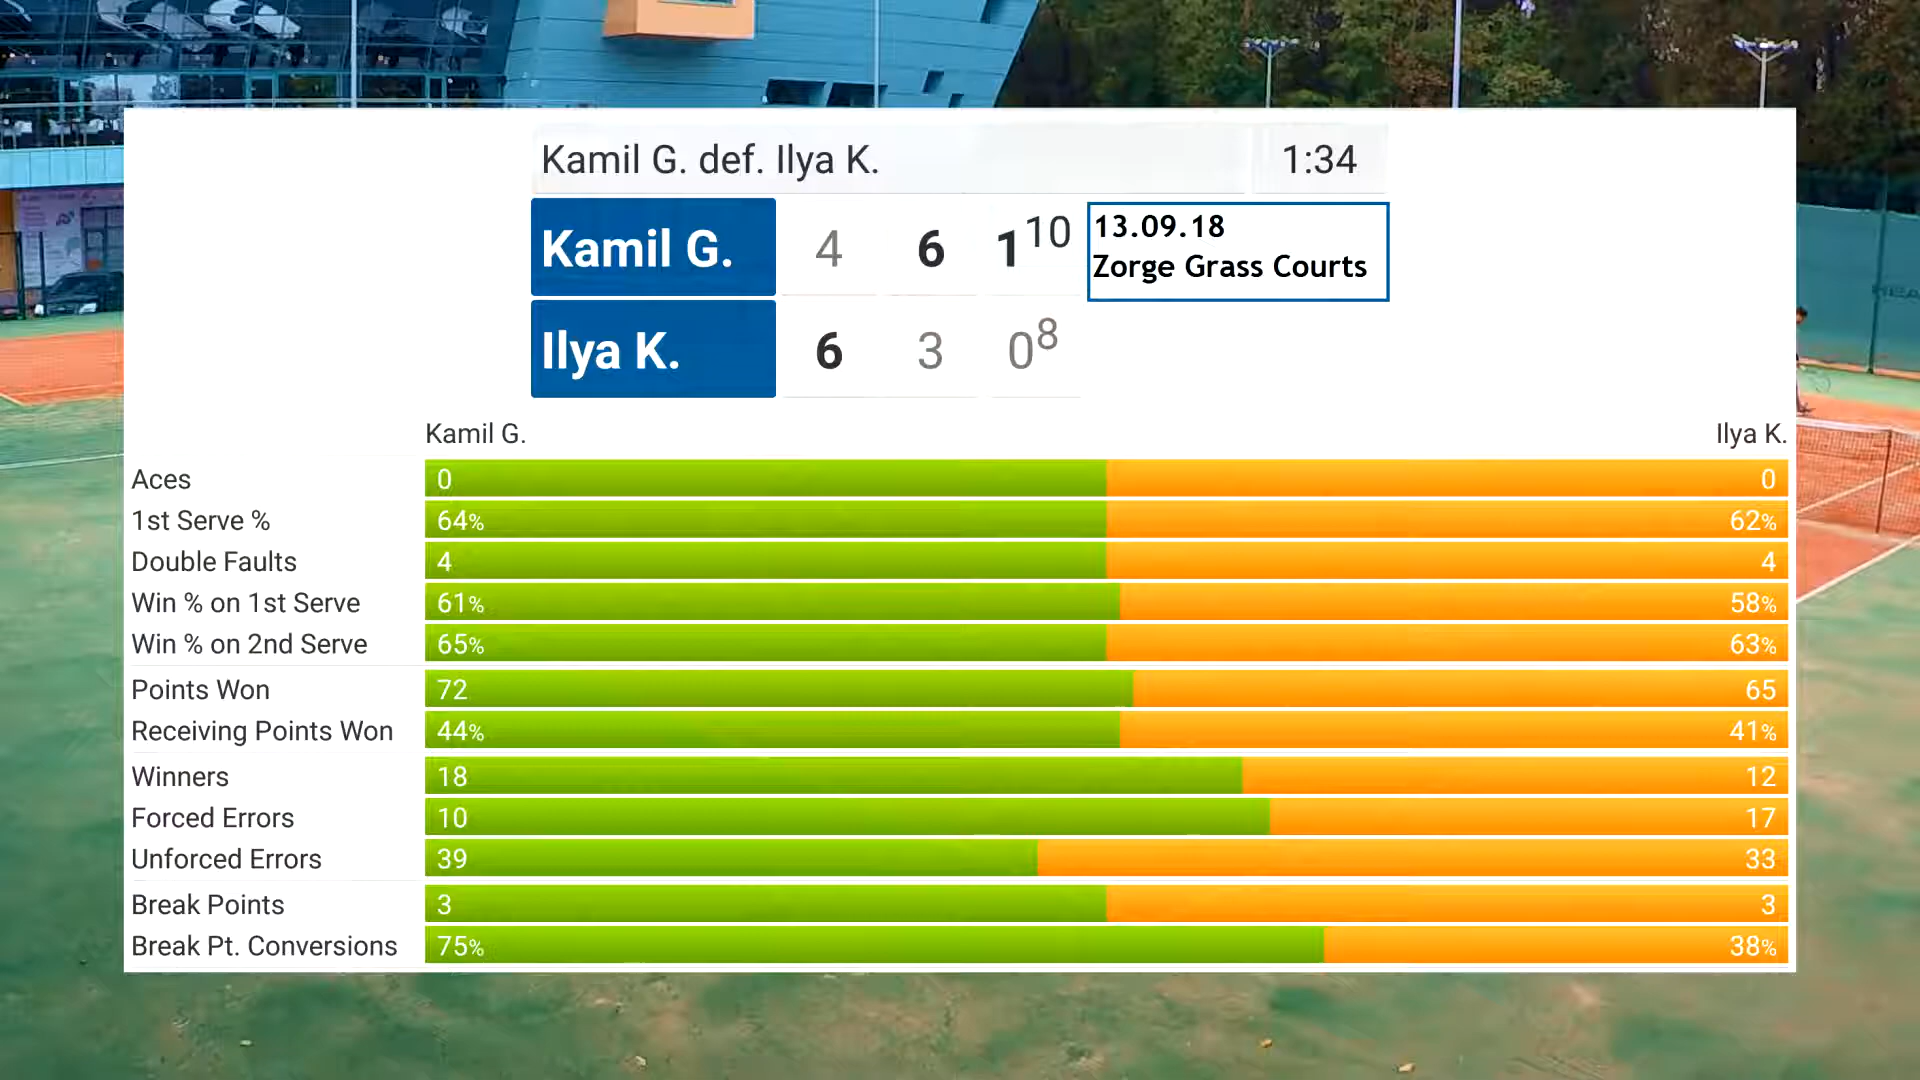 Kamil G. def. Ilya K. 1:34
Kamil G. 4 6 1 10
13.09.18
Zorge Grass Courts
Ilya K. 6 3 0 8
Kamil G. Ilya K.
Aces 0 0
1st Serve % 64% 62%
Double Faults 4 4
Win % on 1st Serve 61% 58%
Win % on 2nd Serve 65% 63%
Points Won 72 65
Receiving Points Won 44% 41%
Winners 18 12
Forced Errors 10 17
Unforced Errors 39 33
Break Points 3 3
Break Pt. Conversions 75% 38%